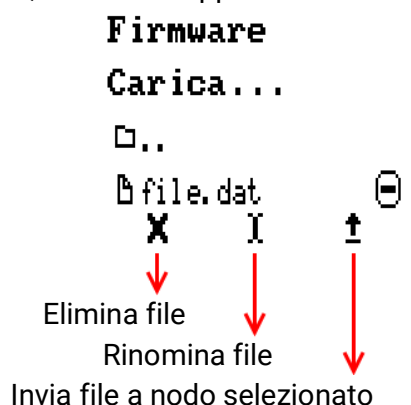 Firmware
Carica...
..
file.dat
Elimina file
Rinomina file
Invia file a nodo selezionato